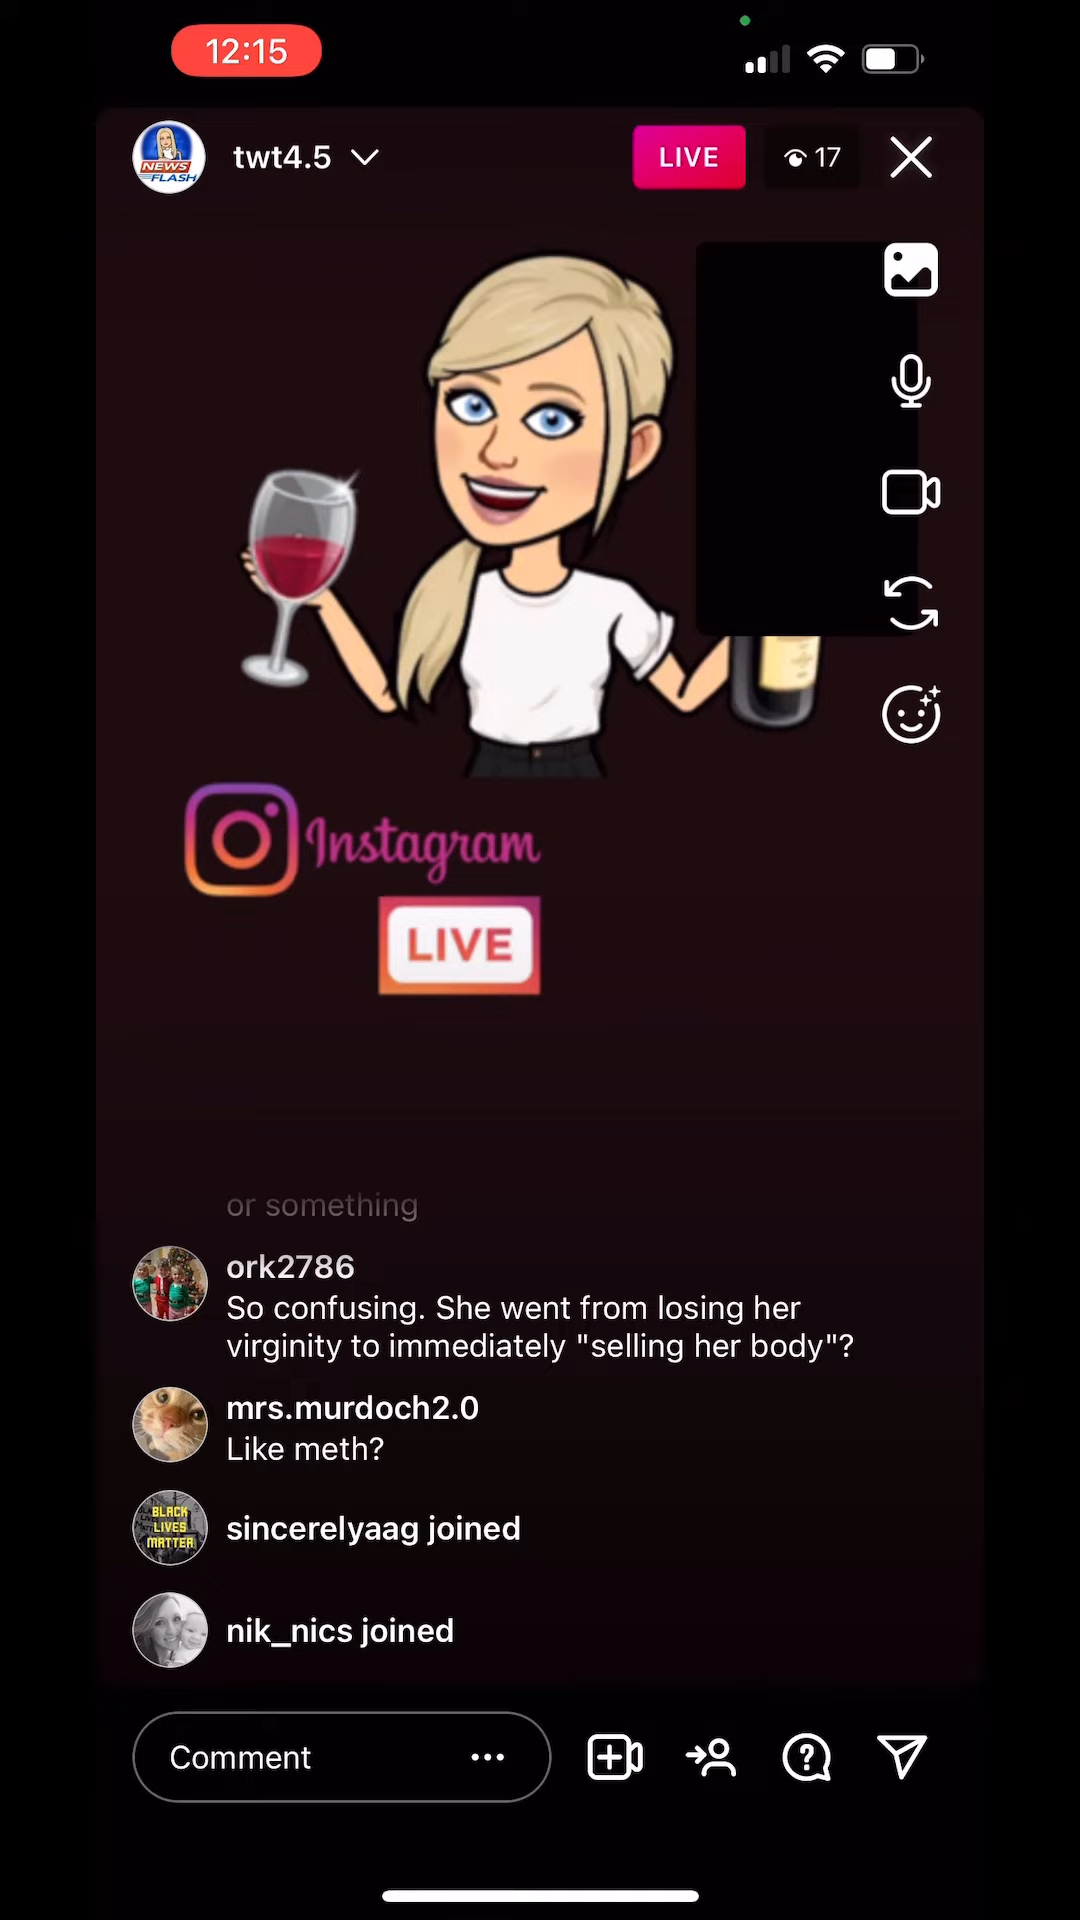 12:15
NEWS
FLASH
twt4.5
LIVE
17
Instagram
LIVE
or something
ork2786
So confusing. She went from losing her
virginity to immediately "selling her body"?
mrs.murdoch2.0
Like meth?
BLACK
LIVES
MATTER
sincerelyaag joined
nik_nics joined
Comment